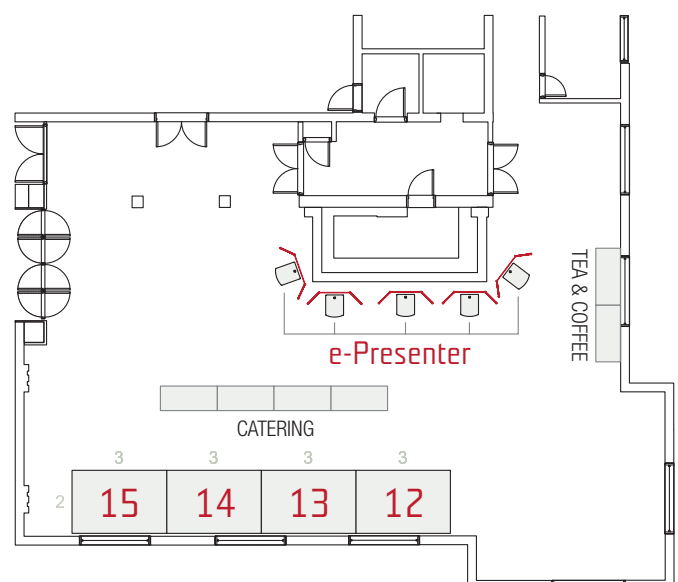 TEA & COFFEE
e-Presenter
CATERING
3 3 3 3
2 15 14 13 12